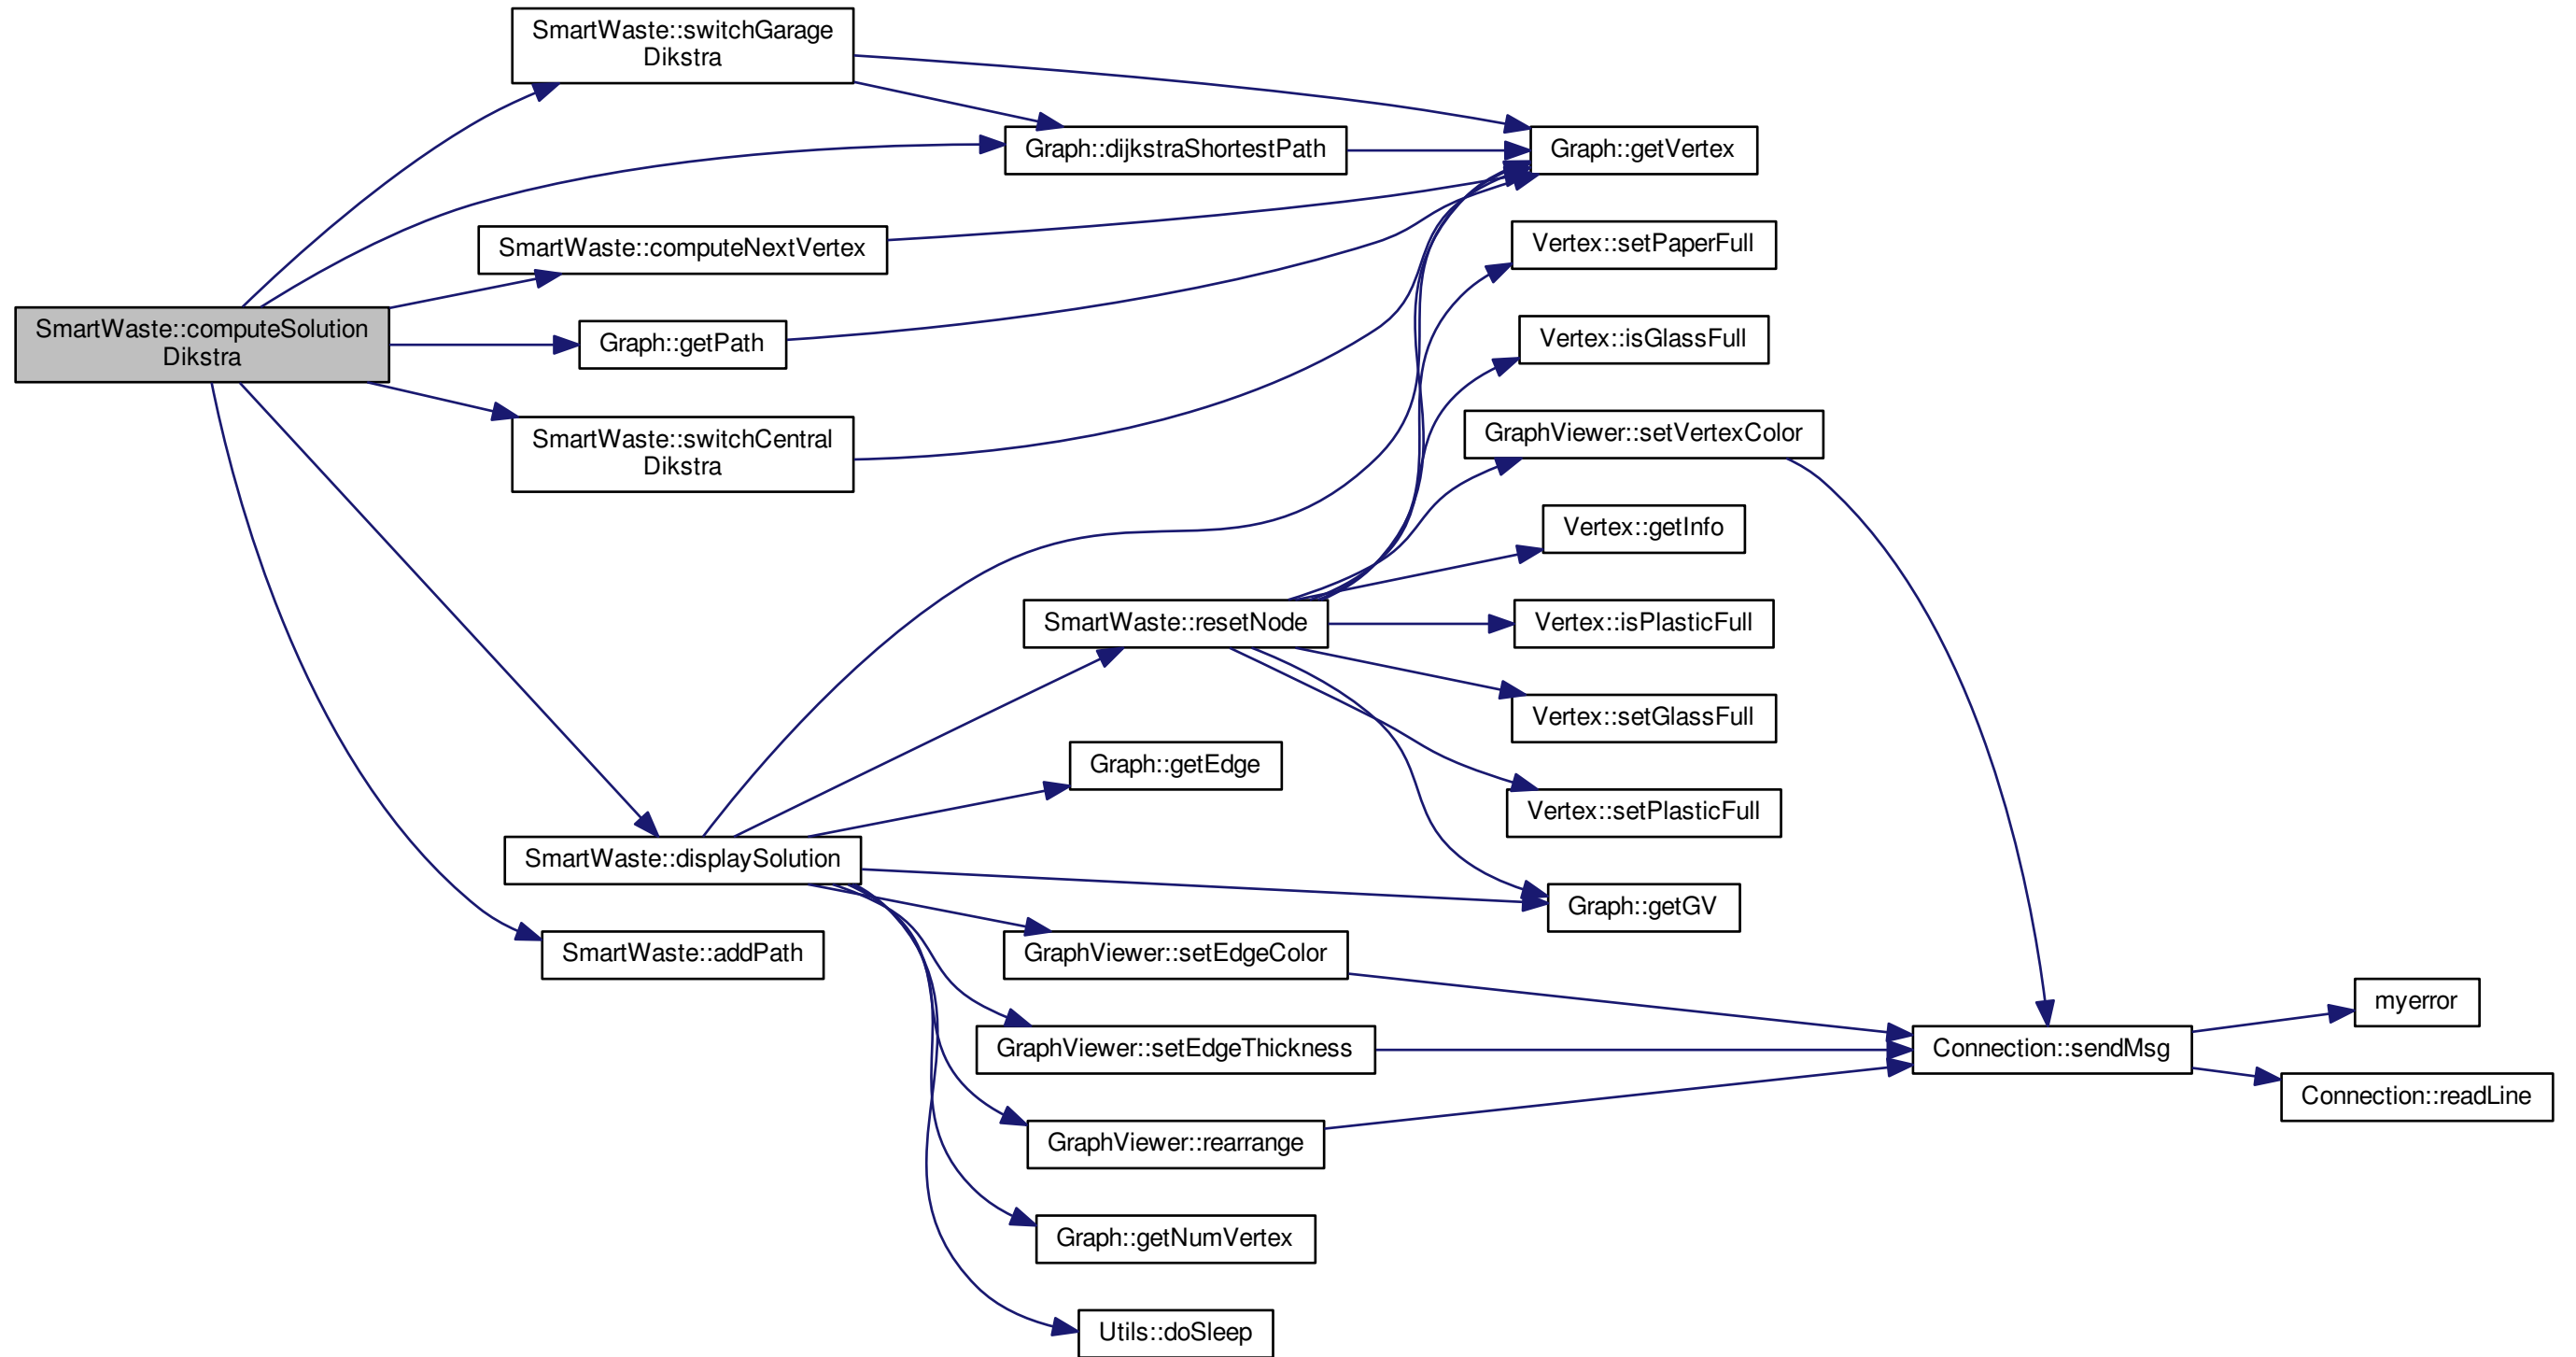 SmartWaste::computeSolution
Dikstra
SmartWaste::switchGarage
Dikstra
Graph::dijkstraShortestPath
Graph::getVertex
SmartWaste::computeNextVertex
Graph::getPath
SmartWaste::switchCentral
Dikstra
Vertex::setPaperFull
Vertex::isGlassFull
GraphViewer::setVertexColor
Vertex::getInfo
SmartWaste::resetNode
Vertex::isPlasticFull
Vertex::setGlassFull
Graph::getEdge
Vertex::setPlasticFull
SmartWaste::displaySolution
Graph::getGV
SmartWaste::addPath
GraphViewer::setEdgeColor
myerror
GraphViewer::setEdgeThickness
Connection::sendMsg
Connection::readLine
GraphViewer::rearrange
Graph::getNumVertex
Utils::doSleep